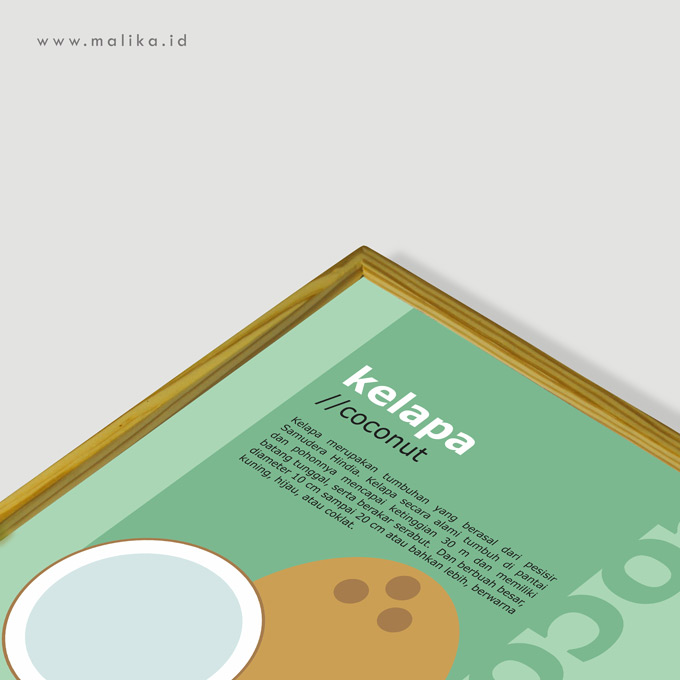 www.malika.id
kelapa
//coconut
Kelapa merupakan tumbuhan yang berasal dari pesisir
Samudera Hindia. Kelapa secara alami tumbuh di pantai
dan pohonnya mencapai ketinggian 30 m dan memiliki
batang tunggal, serta berakar serabut. Dan berbuah besar,
diameter 10 cm sampai 20 cm atau bahkan lebih, berwarna
kuning, hijau, atau coklat.